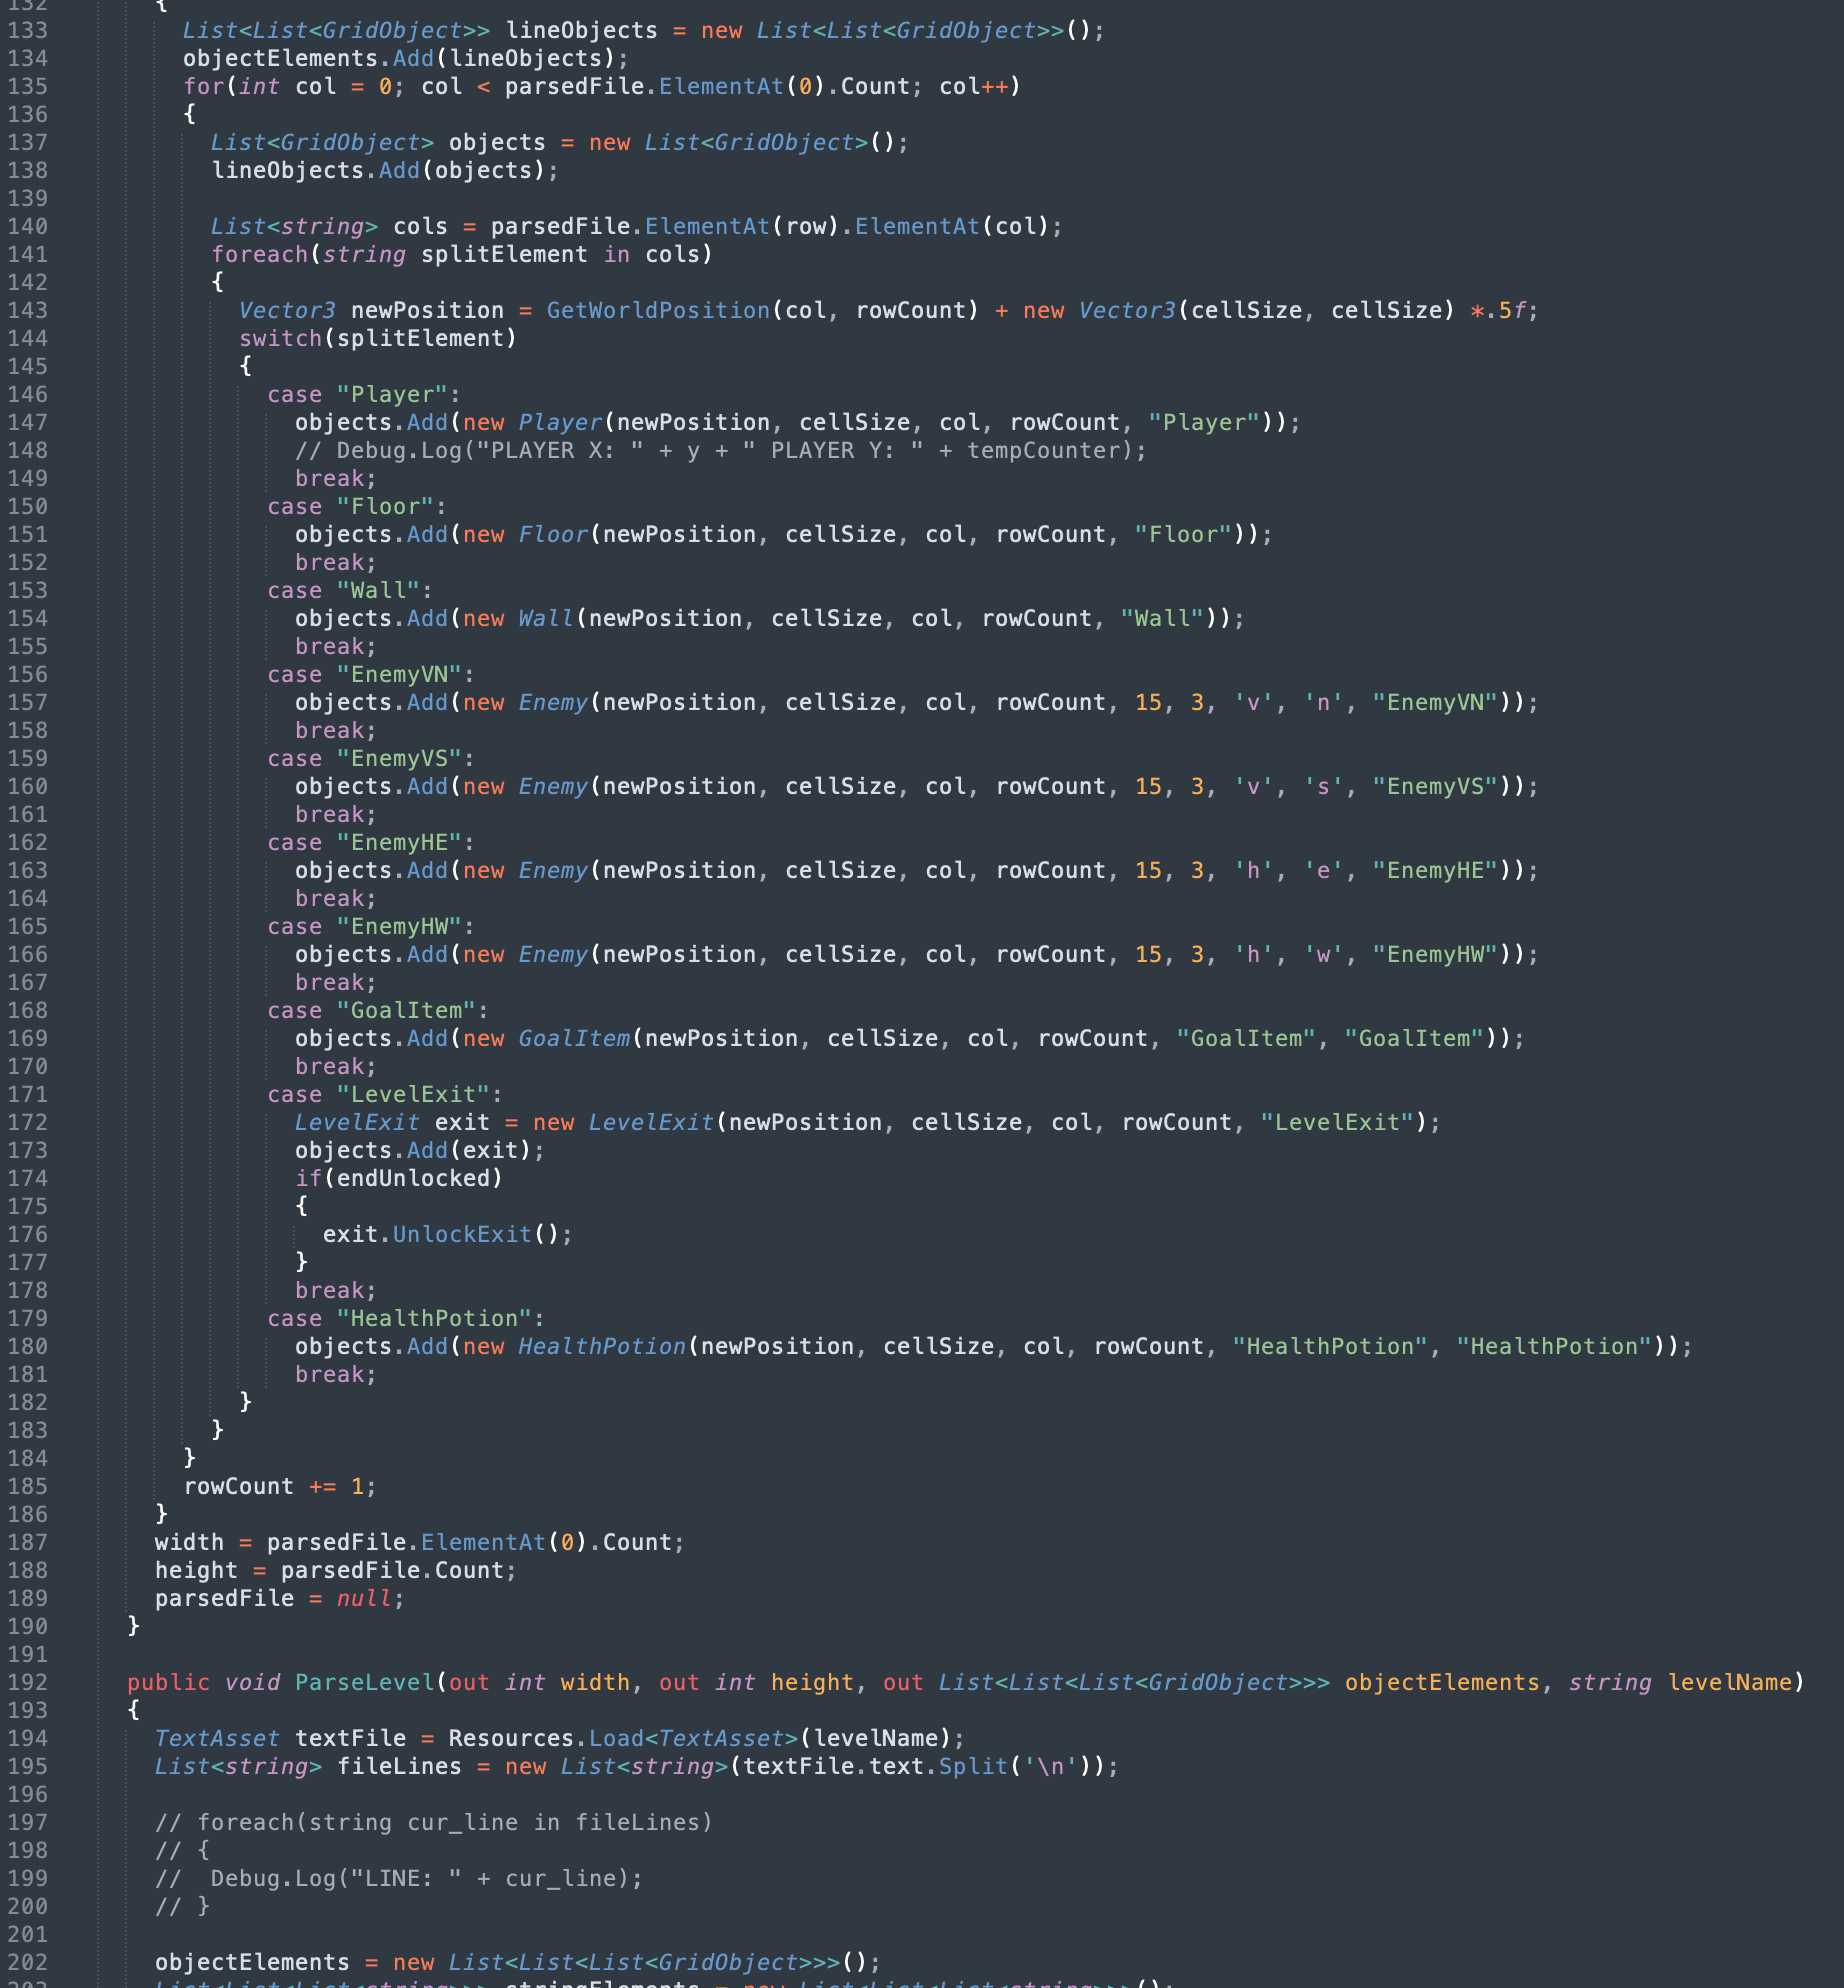 132 {
133 List<List<GridObject>> lineObjects = new List<List<GridObject>>();
134 objectElements.Add(lineObjects);
135 for(int col = 0; col < parsedFile.ElementAt(0).Count; col++)
136 {
137 List<GridObject> objects = new List<GridObject>();
138 lineObjects.Add(objects);
139
140 List<string> cols = parsedFile.ElementAt(row).ElementAt(col);
141 foreach(string splitElement in cols)
142 {
143 Vector3 newPosition = GetWorldPosition(col, rowCount) + new Vector3(cellSize, cellSize) *.5f;
144 switch(splitElement)
145 {
146 case "Player":
147 objects.Add(new Player(newPosition, cellSize, col, rowCount, "Player"));
148 // Debug.Log("PLAYER X: " + y + " PLAYER Y: " + tempCounter);
149 break;
150 case "Floor":
151 objects.Add(new Floor(newPosition, cellSize, col, rowCount, "Floor"));
152 break;
153 case "Wall":
154 objects.Add(new Wall(newPosition, cellSize, col, rowCount, "Wall"));
155 break;
156 case "EnemyVN":
157 objects.Add(new Enemy(newPosition, cellSize, col, rowCount, 15, 3, 'v', 'n', "EnemyVN"));
158 break;
159 case "EnemyVS":
160 objects.Add(new Enemy(newPosition, cellSize, col, rowCount, 15, 3, 'v', 's', "EnemyVS"));
161 break;
162 case "EnemyHE":
163 objects.Add(new Enemy(newPosition, cellSize, col, rowCount, 15, 3, 'h', 'e', "EnemyHE"));
164 break;
165 case "EnemyHW":
166 objects.Add(new Enemy(newPosition, cellSize, col, rowCount, 15, 3, 'h', 'w', "EnemyHW"));
167 break;
168 case "GoalItem":
169 objects.Add(new GoalItem(newPosition, cellSize, col, rowCount, "GoalItem", "GoalItem"));
170 break;
171 case "LevelExit":
172 LevelExit exit = new LevelExit(newPosition, cellSize, col, rowCount, "LevelExit");
173 objects.Add(exit);
174 if(endUnlocked)
175 {
176 exit.UnlockExit();
177 }
178 break;
179 case "HealthPotion":
180 objects.Add(new HealthPotion(newPosition, cellSize, col, rowCount, "HealthPotion", "HealthPotion"));
181 break;
182 }
183 }
184 }
185 rowCount += 1;
186 }
187 width = parsedFile.ElementAt(0).Count;
188 height = parsedFile.Count;
189 parsedFile = null;
190 }
191
192 public void ParseLevel(out int width, out int height, out List<List<List<GridObject>>> objectElements, string levelName)
193 {
194 TextAsset textFile = Resources.Load<TextAsset>(levelName);
195 List<string> fileLines = new List<string>(textFile.text.Split('\n'));
196
197 // foreach(string cur_line in fileLines)
198 // {
199 //  Debug.Log("LINE: " + cur_line);
200 // }
201
202 objectElements = new List<List<List<GridObject>>>();
203 List<List<List<string>>> stringElements = new List<List<List<string>>>();